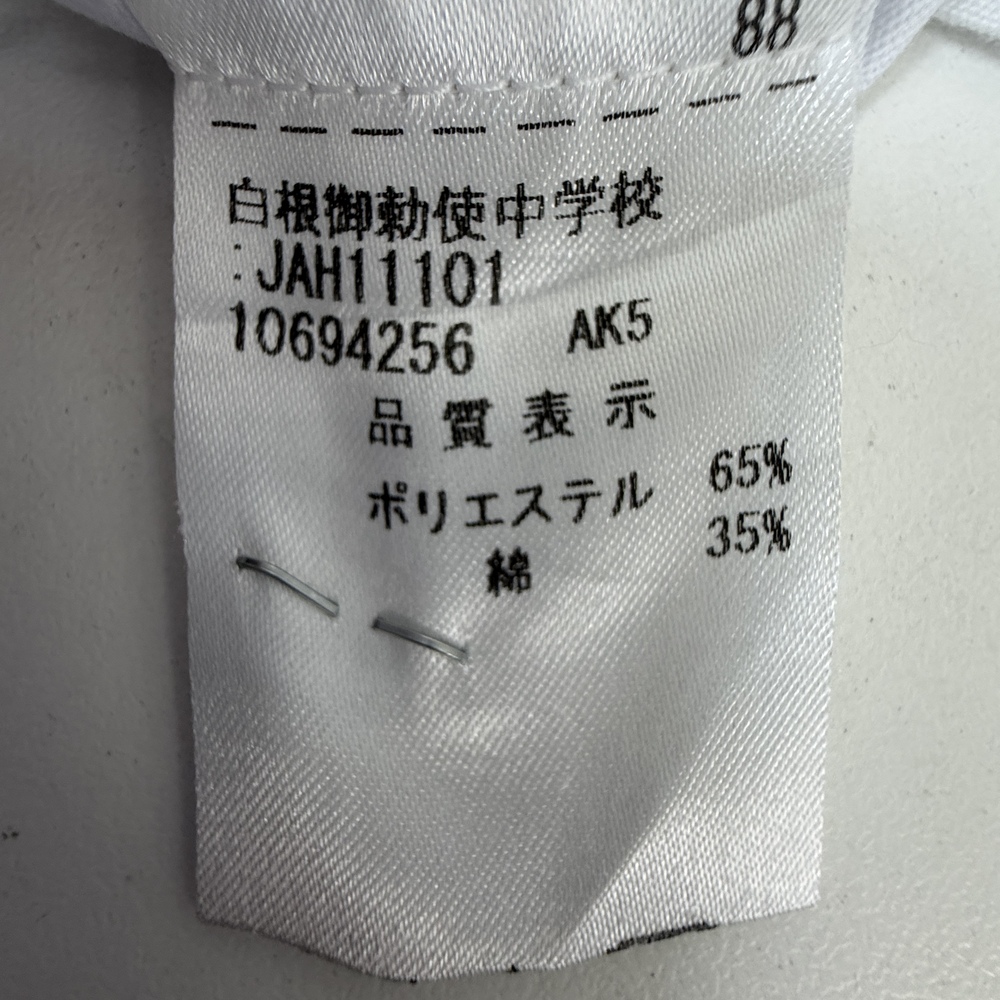 88
白根御勅使中学校
:JAH11101
10694256 AK5
品質表示
ポリエステル 65%
綿 35%